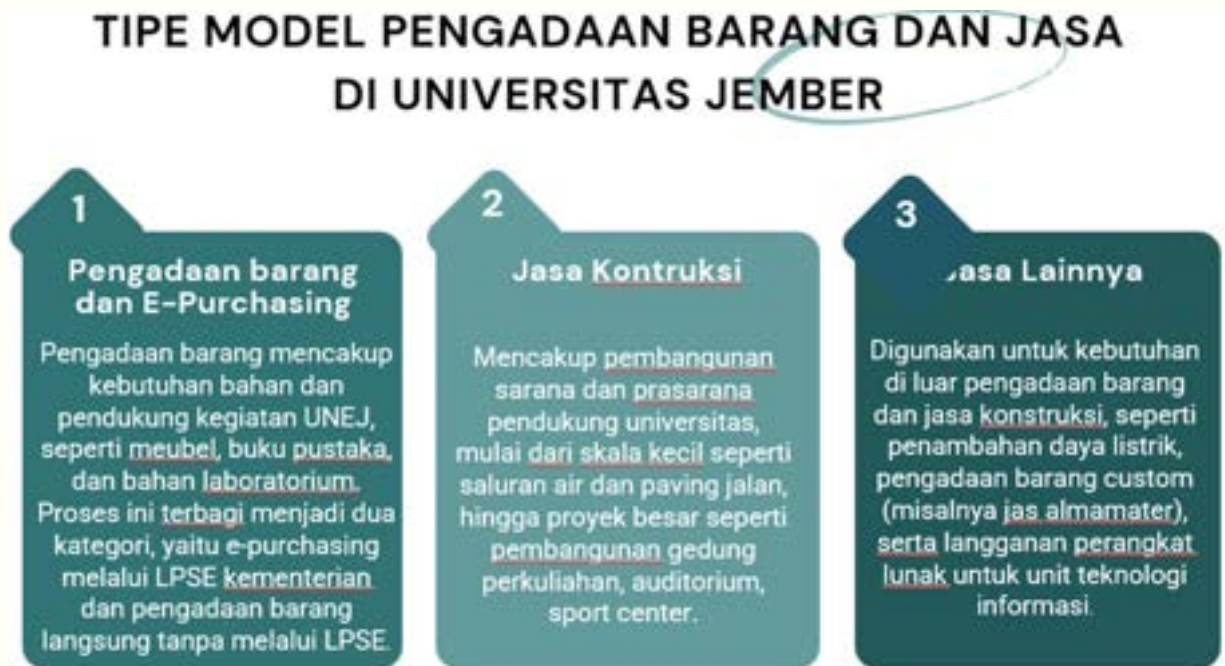 TIPE MODEL PENGADAAN BARANG DAN JASA
DI UNIVERSITAS JEMBER
1
Pengadaan barang
dan E-Purchasing
Pengadaan barang mencakup
kebutuhan bahan dan
pendukung kegiatan UNEJ,
seperti meubel, buku pustaka,
dan bahan laboratorium.
Proses ini terbagi menjadi dua
kategori, yaitu e-purchasing
melalui LPSE kementerian
dan pengadaan barang
langsung tanpa melalui LPSE.
2
Jasa Kontruksi
Mencakup pembangunan
sarana dan prasarana
pendukung universitas,
mulai dari skala kecil seperti
saluran air dan paving jalan,
hingga proyek besar seperti
pembangunan gedung
perkuliahan, auditorium,
sport center.
3
Jasa Lainnya
Digunakan untuk kebutuhan
di luar pengadaan barang
dan jasa konstruksi, seperti
penambahan daya listrik,
pengadaan barang custom
(misalnya jas almamater),
serta langganan perangkat
lunak untuk unit teknologi
informasi.